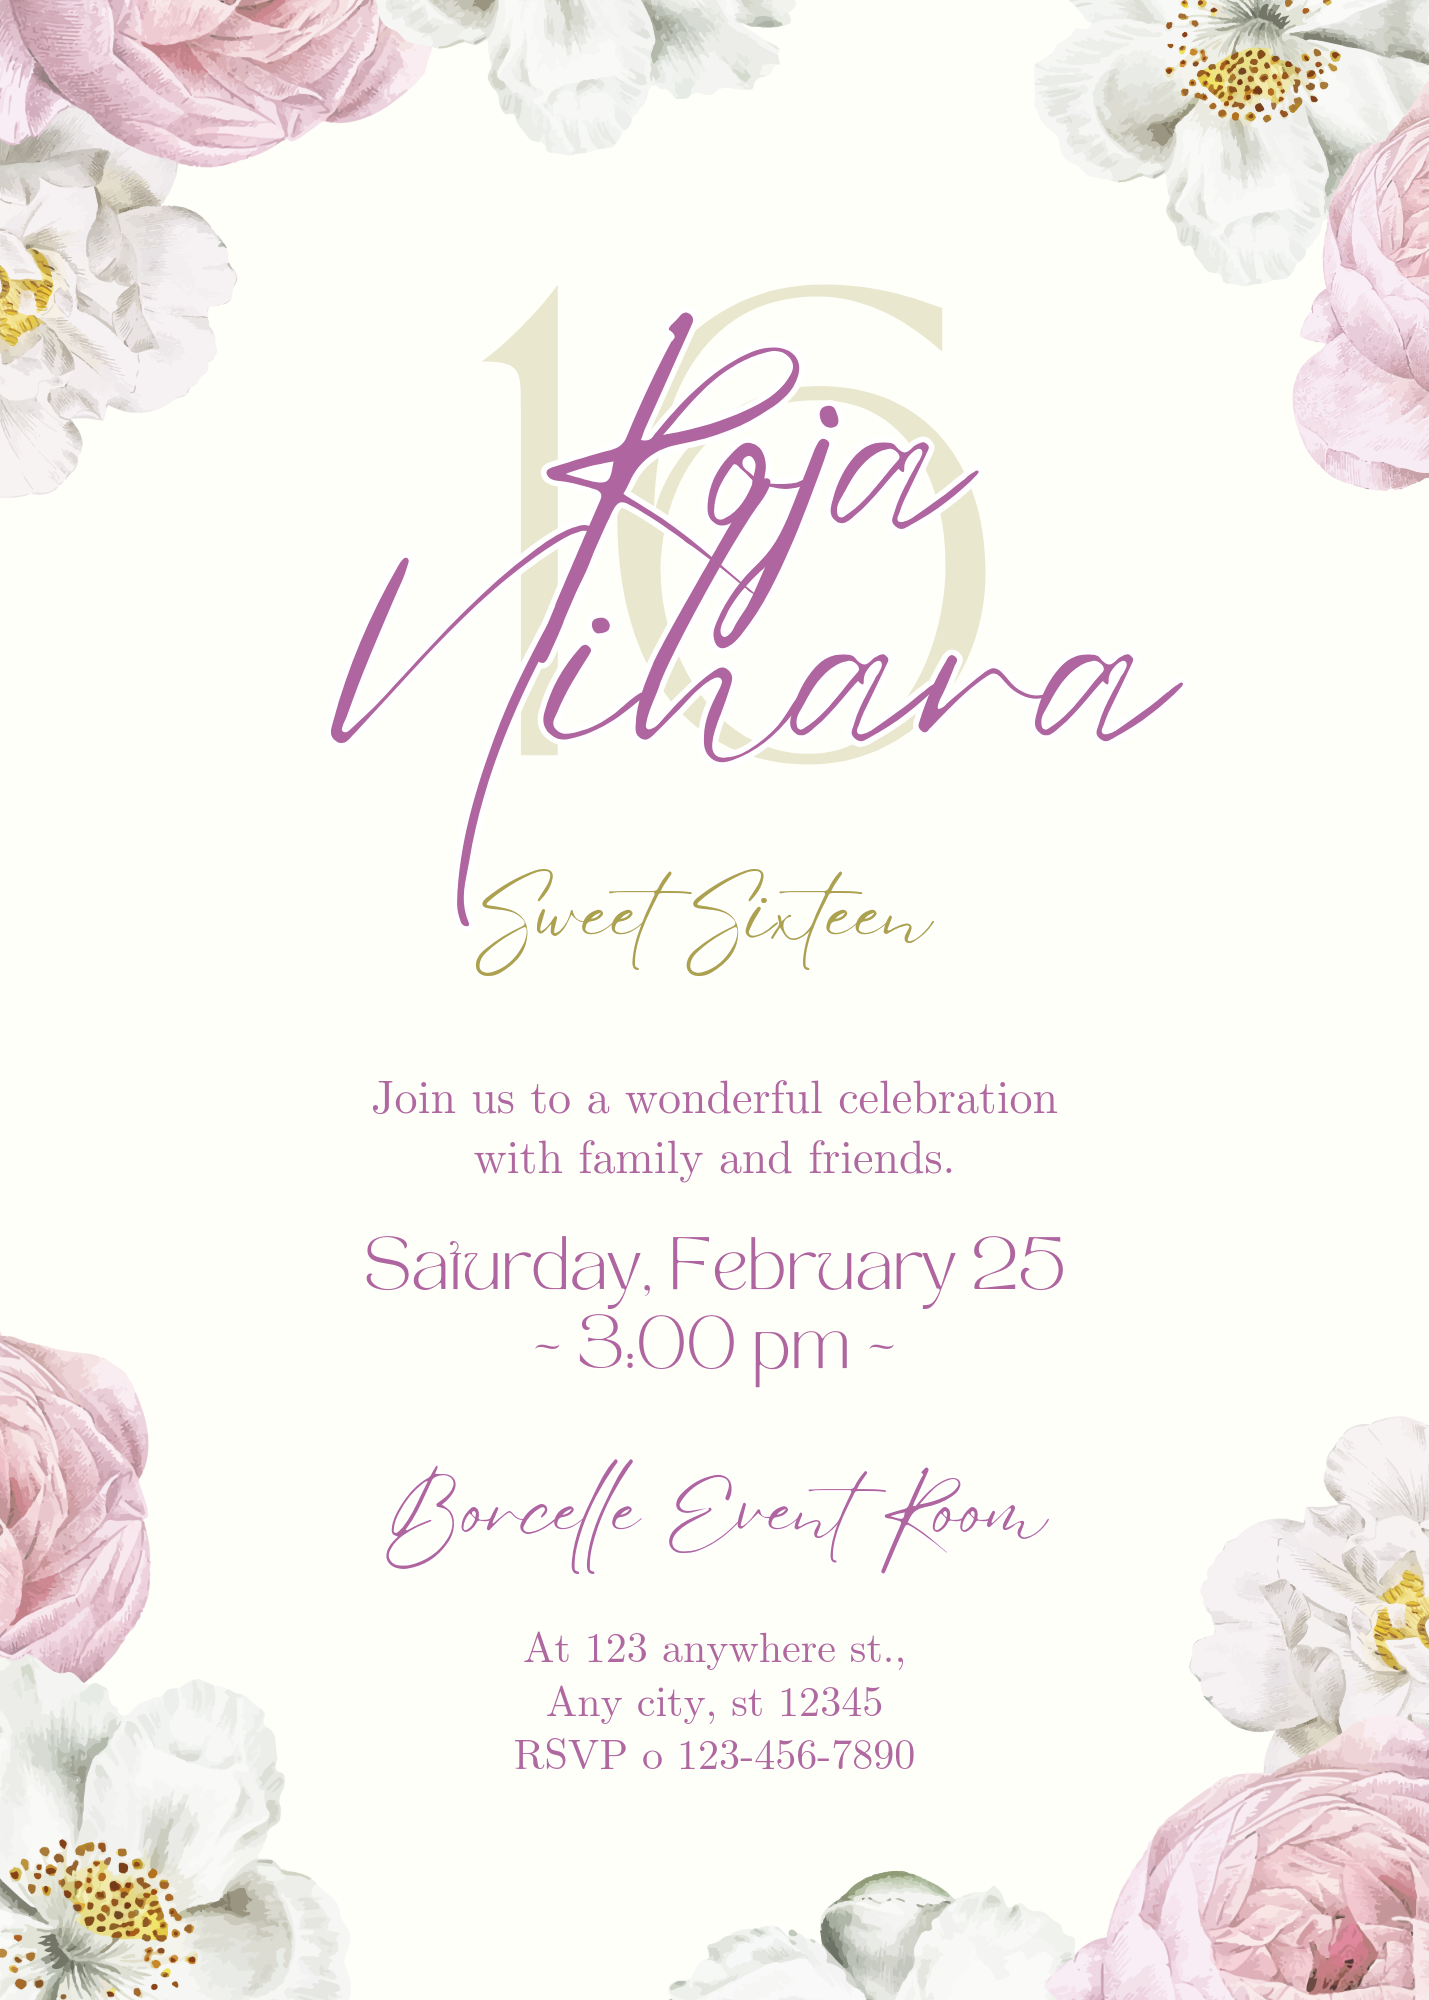 16
Roja
Nihara
Sweet Sixteen
Join us to a wonderful celebration
with family and friends.
Saturday, February 25
~ 3:00 pm ~
Borcelle Event Room
At 123 anywhere st.,
Any city, st 12345
RSVP o 123-456-7890